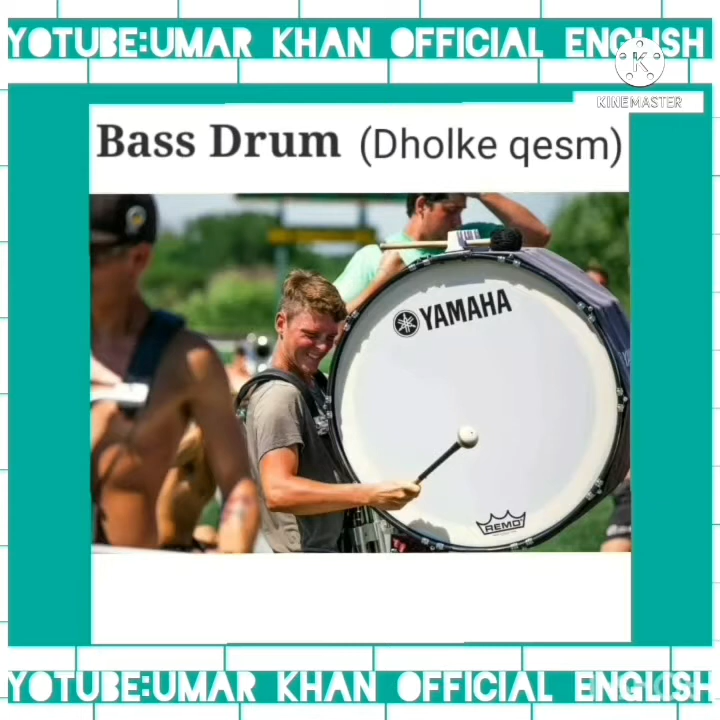 YOTUBE:UMAR KHAN OFFICIAL ENGLISH
K
KINEMASTER
Bass Drum (Dholke qesm)
YAMAHA
REMO
YOTUBE:UMAR KHAN OFFICIAL ENGLISH